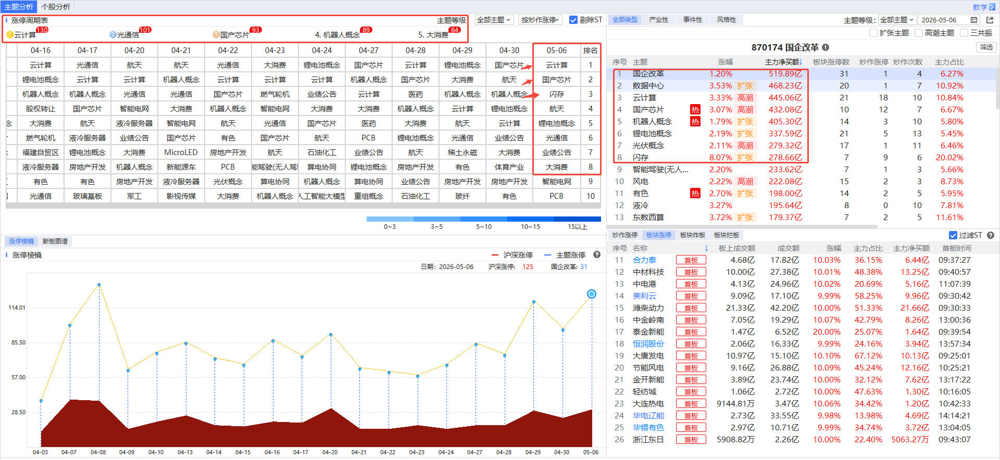 主题分析 个股分析 教学
涨停周期表 主题等级 全部主题 按炒作涨停 剔除ST
1 云计算 130 2 光通信 101 3 国产芯片 93 4. 机器人概念 89 5. 大消费 84
04-16 04-17 04-20 04-21 04-22 04-23 04-24 04-27 04-28 04-29 04-30 05-06 排名
云计算 光通信 航天 航天 云计算 大消费 锂电池概念 国产芯片 云计算 锂电池概念 国产芯片 云计算 1
锂电池概念 云计算 云计算 机器人概念 云计算 云计算 云计算 机器人概念 国产芯片 大消费 航天 国产芯片 2
机器人概念 机器人概念 光通信 光通信 国产芯片 燃气轮机 业绩公告 云计算 医药 机器人概念 机器人概念 闪存 3
股权转让 国产芯片 智能电网 大消费 机器人概念 智能电网 大消费 大消费 机器人概念 云计算 锂电池概念 航天 4
念 大消费 航天 液冷服务器 智能电网 航天 光通信 国产芯片 医药 大消费 航天 云计算 锂电池概念 5
燃气轮机 液冷服务器 业绩公告 国产芯片 有色 国产芯片 航天 PCB 锂电池概念 光通信 业绩公告 光通信 6
福建自贸区 锂电池概念 大消费 MicroLED 房地产开发 航天 石油化工 业绩公告 航天 稀土永磁 大消费 业绩公告 7
液冷服务器 房地产开发 机器人概念 新能源车 PCB 能驾驶(无人驾 算电协同 锂电池概念 房地产开发 有色 体育产业 大消费 8
有色 有色 房地产开发 液冷服务器 光伏概念 算电协同 机器人概念 算电协同 业绩公告 房地产开发 房地产开发 智能电网 9
光通信 玻璃基板 军工 影视传媒 大消费 机器人概念 人工智能大模型 重组概念 石油化工 玻纤 有色 PCB 10
0~3 3~5 5~10 10~15 15以上
涨停棱镜 断板图谱
涨停棱镜 沪深涨停 主题涨停 ?
日期: 2026-05-06 沪深涨停: 125 国企改革: 31
114.01
85.50
57.00
28.50
04-03 04-07 04-08 04-09 04-10 04-13 04-14 04-15 04-16 04-17 04-20 04-21 04-22 04-23 04-24 04-27 04-28 04-29 04-30 05-06
全部类型 产业性 事件性 风格性 主题等级: 全部主题 2026-05-06
扩张主题 高潮主题 三共振
870174 国企改革 ! 筛选
序号 主题 涨幅 主力净买额↓ 板块涨停数 炒作涨停 炒作次数 主力占比
1 国企改革 1.20% 519.89亿 31 1 4 6.27%
2 数据中心 3.53% 扩张 468.23亿 20 1 7 10.92%
3 云计算 3.33% 高潮 445.06亿 21 18 10 10.84%
4 国产芯片 热 3.07% 高潮 432.08亿 10 12 7 6.67%
5 机器人概念 热 1.79% 扩张 405.30亿 14 3 10 5.80%
6 锂电池概念 2.19% 扩张 337.59亿 21 5 13 5.45%
7 光伏概念 2.11% 高潮 279.32亿 17 1 11 6.46%
8 闪存 8.07% 扩张 278.66亿 7 9 6 20.02%
9 智能驾驶(无人... 2.20% 233.62亿 7 1 3 5.66%
10 风电 2.22% 高潮 222.08亿 15 2 3 8.73%
11 有色 热 2.70% 扩张 198.00亿 14 2 5 5.95%
12 液冷 3.27% 195.64亿 8 0 10 7.81%
13 东数西算 3.72% 扩张 179.37亿 7 2 5 11.61%
炒作涨停 板块涨停 板块炸板 板块烂板 过滤ST ?
序号 名称 ↓ 板上成交额 成交额 涨幅 主力占比 主力净买额 首板时间
11 合力泰 首板 4.68亿 17.82亿 10.03% 36.15% 6.44亿 09:37:27
12 中材科技 首板 10.00亿 27.38亿 10.01% 48.38% 13.25亿 09:40:57
13 中电港 首板 4.13亿 24.96亿 10.02% 20.69% 5.16亿 11:07:39
14 美利云 首板 9.09亿 17.10亿 9.99% 58.25% 9.96亿 09:30:42
15 潍柴动力 首板 21.33亿 42.20亿 10.00% 51.33% 21.66亿 09:30:33
16 中金岭南 首板 7.05亿 19.29亿 10.07% 42.79% 8.26亿 13:00:36
17 泰金新能 首板 1.47亿 6.52亿 20.00% 25.07% 1.64亿 09:39:54
18 恒润股份 首板 2.06亿 16.33亿 9.99% 24.16% 3.94亿 13:57:34
19 大唐发电 首板 10.97亿 15.10亿 10.10% 67.12% 10.13亿 09:25:01
20 节能风电 首板 9.16亿 26.88亿 10.09% 45.24% 12.16亿 10:25:21
21 金开新能 首板 3.89亿 23.74亿 10.00% 32.12% 7.62亿 13:17:22
22 轻纺城 首板 1.06亿 2.72亿 10.00% 47.63% 1.30亿 10:16:05
23 大连热电 首板 9144.81万 3.47亿 10.06% 34.42% 1.20亿 10:42:33
24 华电辽能 首板 2.73亿 33.55亿 9.98% 13.98% 4.69亿 14:14:21
25 华锡有色 首板 2.97亿 10.71亿 9.99% 34.74% 3.72亿 13:04:05
26 浙江东日 首板 5908.82万 2.26亿 10.00% 22.40% 5063.27万 09:43:07